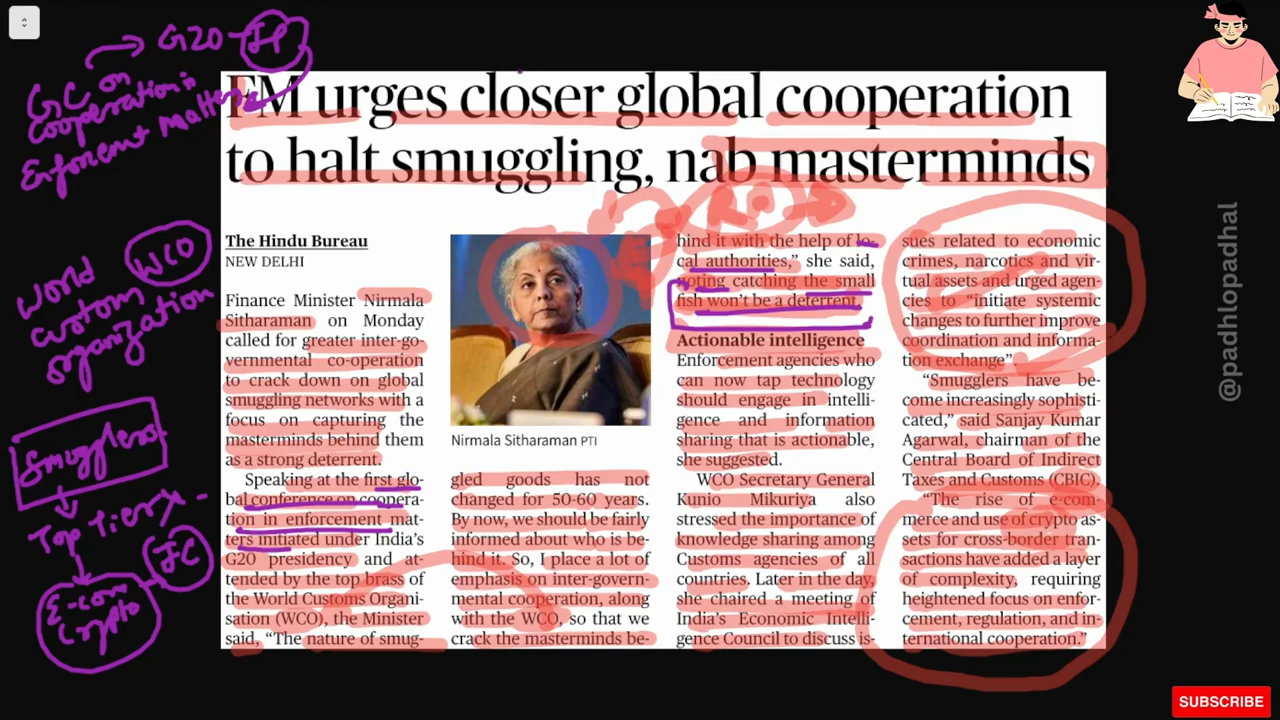 G20
GC on
cooperation in
Enforcment Matters
World
custom
organization
WCO
Smugglers
Top Tier
E-com
Crypto
FC
FM urges closer global cooperation
to halt smuggling, nab masterminds
The Hindu Bureau
NEW DELHI
Finance Minister Nirmala
Sitharaman on Monday
called for greater inter-go-
vernmental co-operation
to crack down on global
smuggling networks with a
focus on capturing the
masterminds behind them
as a strong deterrent.
Speaking at the first glo-
bal conference on coopera-
tion in enforcement mat-
ters initiated under India's
G20 presidency and at-
tended by the top brass of
the World Customs Organi-
sation (WCO), the Minister
said, “The nature of smug-
Nirmala Sitharaman PTI
gled goods has not
changed for 50-60 years.
By now, we should be fairly
informed about who is be-
hind it. So, I place a lot of
emphasis on inter-govern-
mental cooperation, along
with the WCO, so that we
crack the masterminds be-
hind it with the help of lo-
cal authorities,” she said,
noting catching the small
fish won't be a deterrent.
Actionable intelligence
Enforcement agencies who
can now tap technology
should engage in intelli-
gence and information
sharing that is actionable,
she suggested.
WCO Secretary General
Kunio Mikuriya also
stressed the importance of
knowledge sharing among
Customs agencies of all
countries. Later in the day,
she chaired a meeting of
India's Economic Intelli-
gence Council to discuss is-
sues related to economic
crimes, narcotics and vir-
tual assets and urged agen-
cies to “initiate systemic
changes to further improve
coordination and informa-
tion exchange”
“Smugglers have be-
come increasingly sophisti-
cated,” said Sanjay Kumar
Agarwal, chairman of the
Central Board of Indirect
Taxes and Customs (CBIC).
“The rise of e-com-
merce and use of crypto as-
sets for cross-border tran-
sactions have added a layer
of complexity, requiring
heightened focus on enfor-
cement, regulation, and in-
ternational cooperation.”
@padhlopadhal
SUBSCRIBE